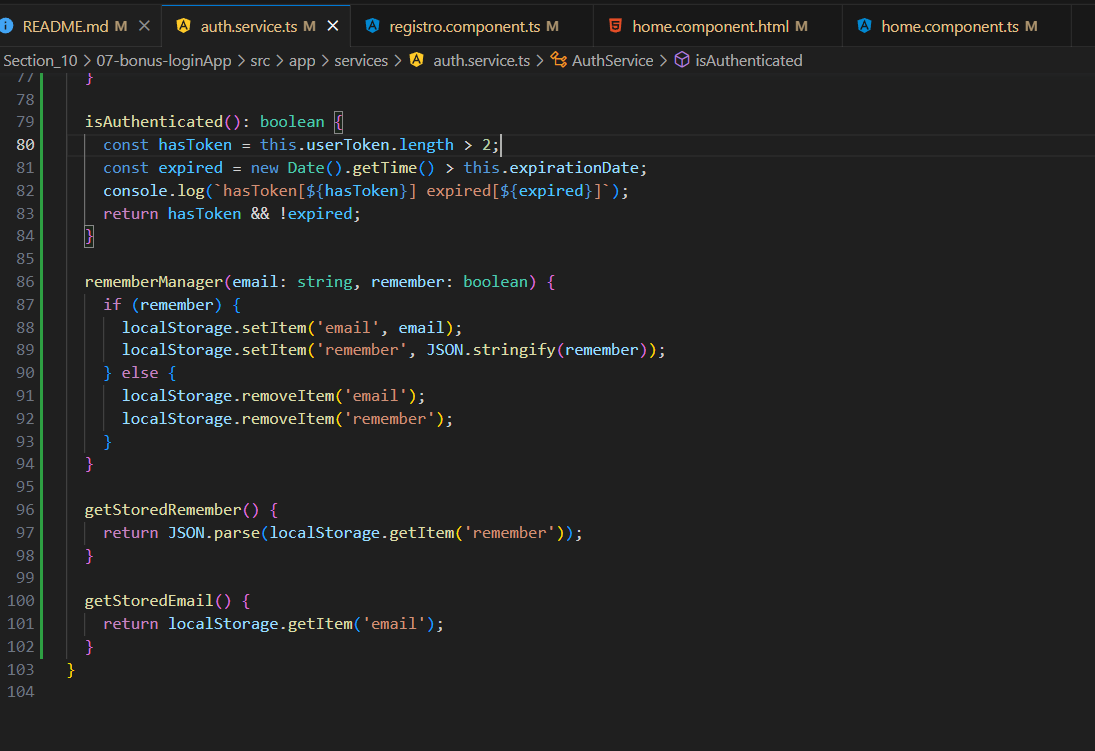 README.md M
auth.service.ts M
registro.component.ts M
home.component.html M
home.component.ts M
Section_10 > 07-bonus-loginApp > src > app > services > auth.service.ts > AuthService > isAuthenticated
77 }
78
79 isAuthenticated(): boolean {
80 const hasToken = this.userToken.length > 2;
81 const expired = new Date().getTime() > this.expirationDate;
82 console.log(`hasToken[${hasToken}] expired[${expired}]`);
83 return hasToken && !expired;
84 }
85
86 rememberManager(email: string, remember: boolean) {
87 if (remember) {
88 localStorage.setItem('email', email);
89 localStorage.setItem('remember', JSON.stringify(remember));
90 } else {
91 localStorage.removeItem('email');
92 localStorage.removeItem('remember');
93 }
94 }
95
96 getStoredRemember() {
97 return JSON.parse(localStorage.getItem('remember'));
98 }
99
100 getStoredEmail() {
101 return localStorage.getItem('email');
102 }
103 }
104